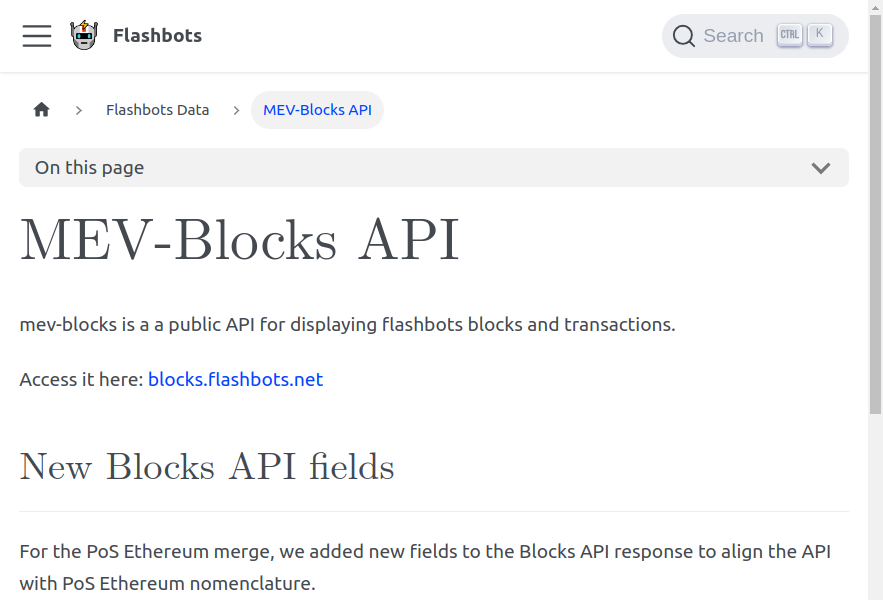 Flashbots
Search CTRL K
Flashbots Data
MEV-Blocks API
On this page
MEV-Blocks API
mev-blocks is a a public API for displaying flashbots blocks and transactions.
Access it here: blocks.flashbots.net
New Blocks API fields
For the PoS Ethereum merge, we added new fields to the Blocks API response to align the API
with PoS Ethereum nomenclature.